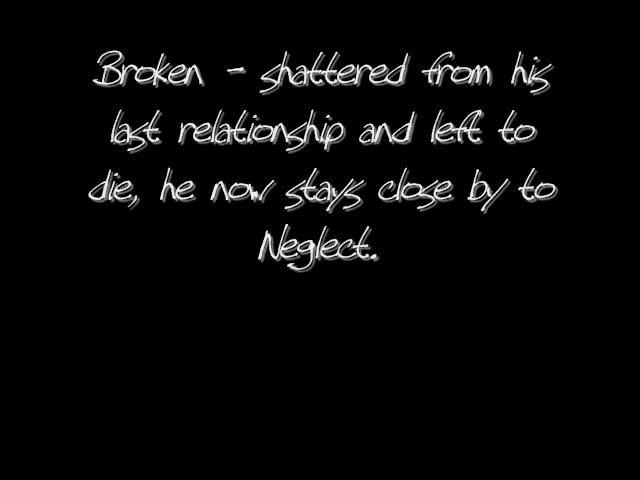 Broken - shattered from his
last relationship and left to
die, he now stays close by to
Neglect.